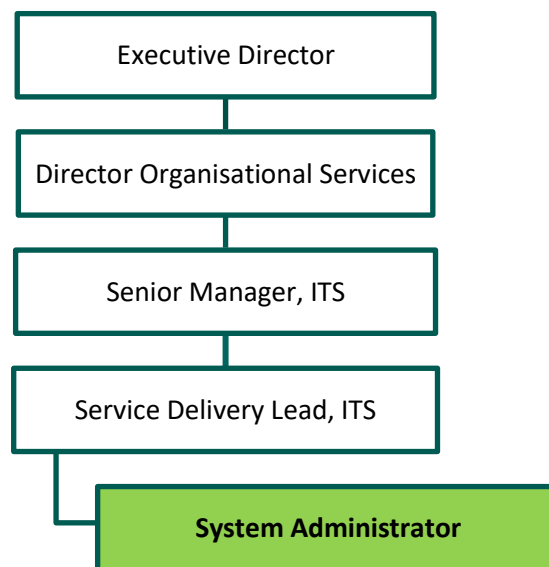 Executive Director
Director Organisational Services
Senior Manager, ITS
Service Delivery Lead, ITS
System Administrator